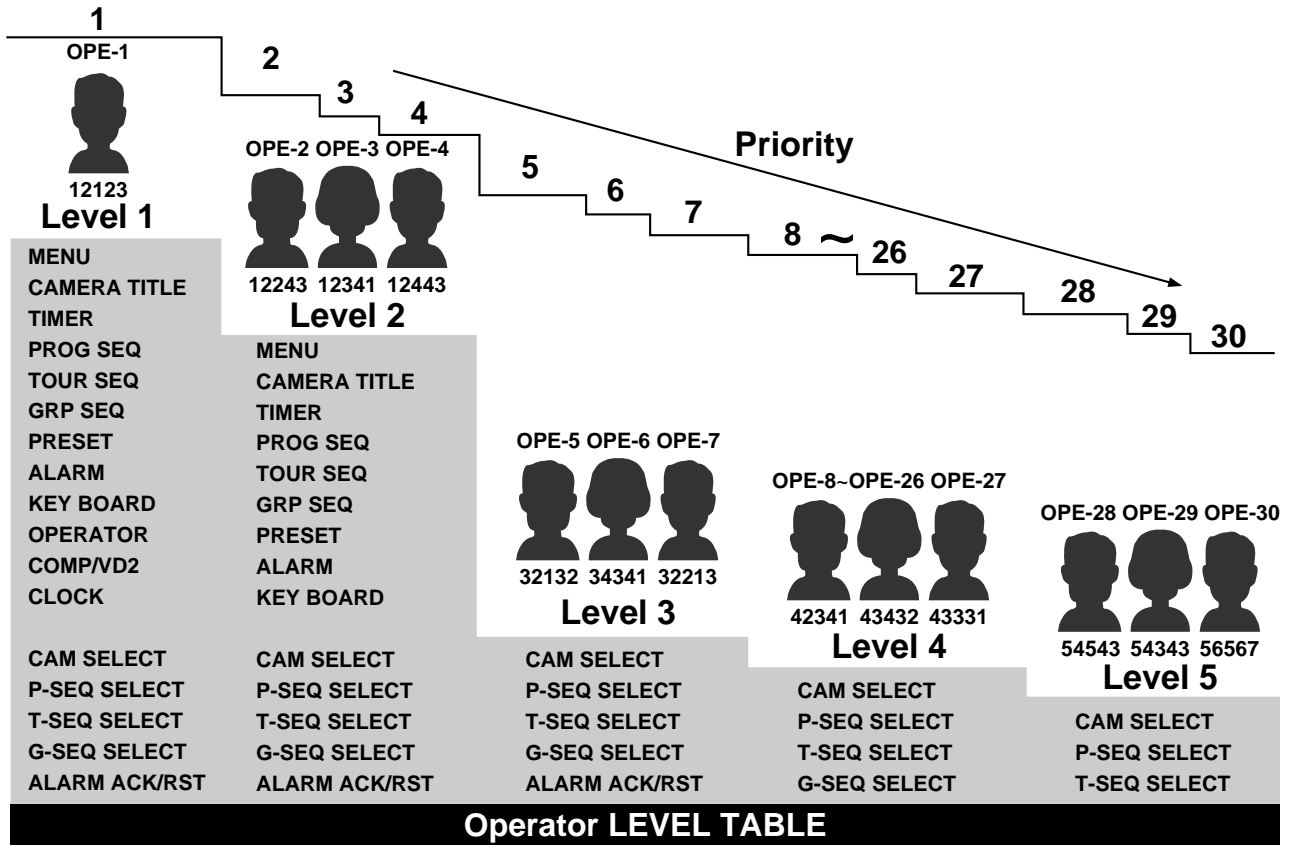 1
OPE-1
12123
Level 1
MENU
CAMERA TITLE
TIMER
PROG SEQ
TOUR SEQ
GRP SEQ
PRESET
ALARM
KEY BOARD
OPERATOR
COMP/VD2
CLOCK
CAM SELECT
P-SEQ SELECT
T-SEQ SELECT
G-SEQ SELECT
ALARM ACK/RST
2
3
4
OPE-2 OPE-3 OPE-4
12243 12341 12443
Level 2
MENU
CAMERA TITLE
TIMER
PROG SEQ
TOUR SEQ
GRP SEQ
PRESET
ALARM
KEY BOARD
CAM SELECT
P-SEQ SELECT
T-SEQ SELECT
G-SEQ SELECT
ALARM ACK/RST
Priority
5
6
7
OPE-5 OPE-6 OPE-7
32132 34341 32213
Level 3
CAM SELECT
P-SEQ SELECT
T-SEQ SELECT
G-SEQ SELECT
ALARM ACK/RST
8 ~ 26
27
OPE-8~OPE-26 OPE-27
42341 43432 43331
Level 4
CAM SELECT
P-SEQ SELECT
T-SEQ SELECT
G-SEQ SELECT
28
29
30
OPE-28 OPE-29 OPE-30
54543 54343 56567
Level 5
CAM SELECT
P-SEQ SELECT
T-SEQ SELECT
Operator LEVEL TABLE